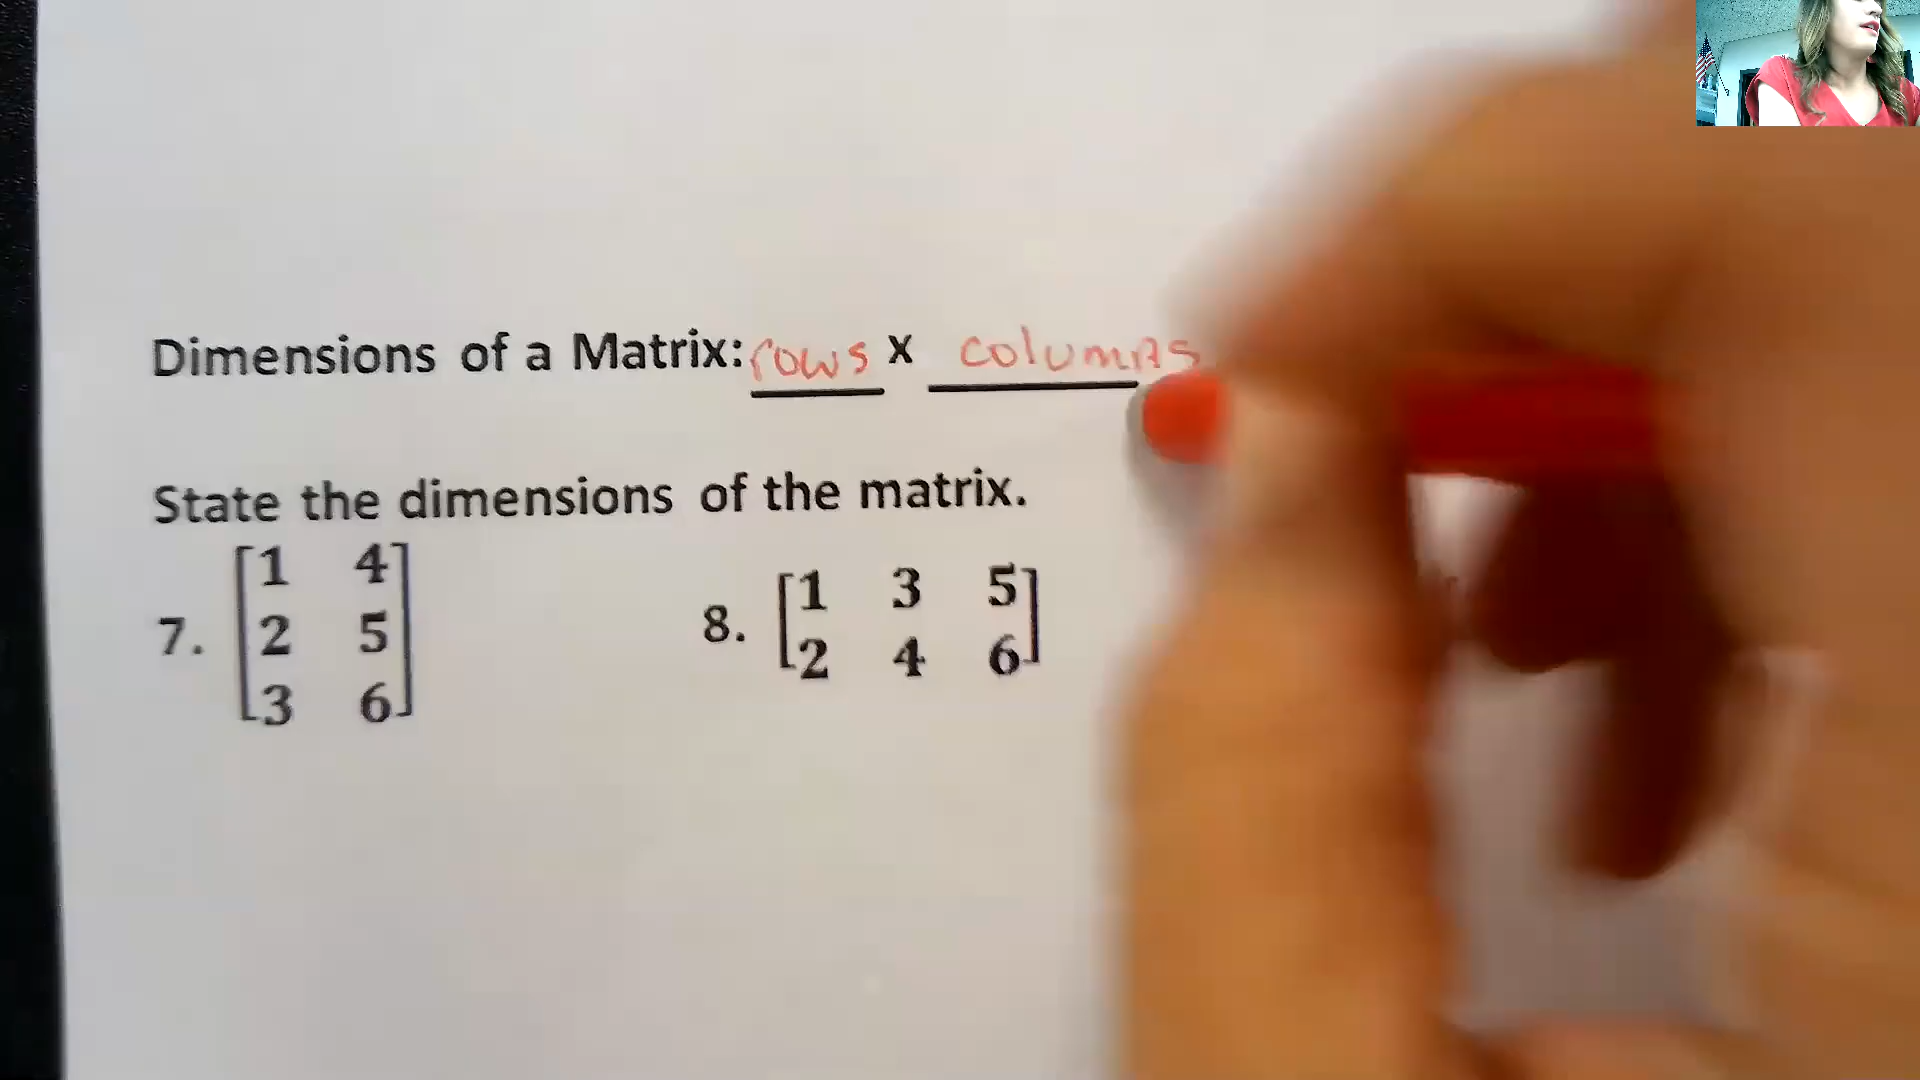 Dimensions of a Matrix: rows x columns
State the dimensions of the matrix.
7. [1 4
2 5
3 6]
8. [1 3 5
2 4 6]